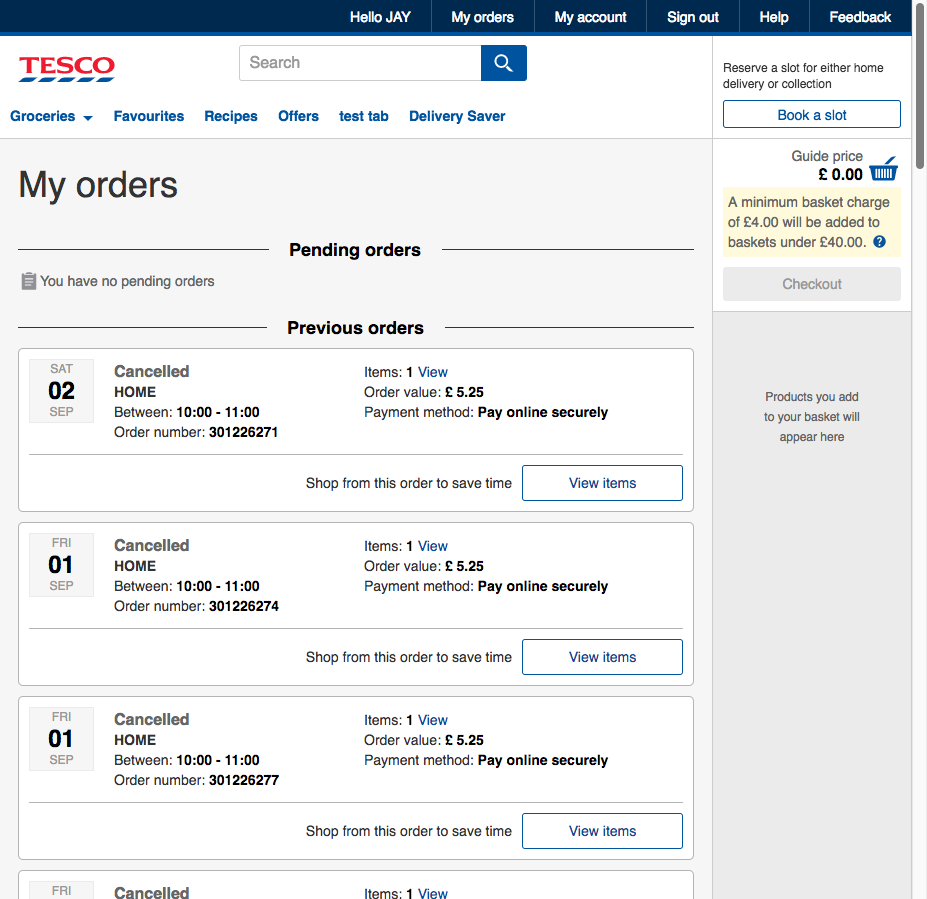 Hello JAY My orders My account Sign out Help Feedback
TESCO
Search
Groceries Favourites Recipes Offers test tab Delivery Saver
Reserve a slot for either home
delivery or collection
Book a slot
Guide price
£ 0.00
A minimum basket charge
of £4.00 will be added to
baskets under £40.00. ?
Checkout
Products you add
to your basket will
appear here
My orders
Pending orders
You have no pending orders
Previous orders
SAT
02
SEP
Cancelled
HOME
Between: 10:00 - 11:00
Order number: 301226271
Items: 1 View
Order value: £ 5.25
Payment method: Pay online securely
Shop from this order to save time View items
FRI
01
SEP
Cancelled
HOME
Between: 10:00 - 11:00
Order number: 301226274
Items: 1 View
Order value: £ 5.25
Payment method: Pay online securely
Shop from this order to save time View items
FRI
01
SEP
Cancelled
HOME
Between: 10:00 - 11:00
Order number: 301226277
Items: 1 View
Order value: £ 5.25
Payment method: Pay online securely
Shop from this order to save time View items
FRI
Cancelled
Items: 1 View